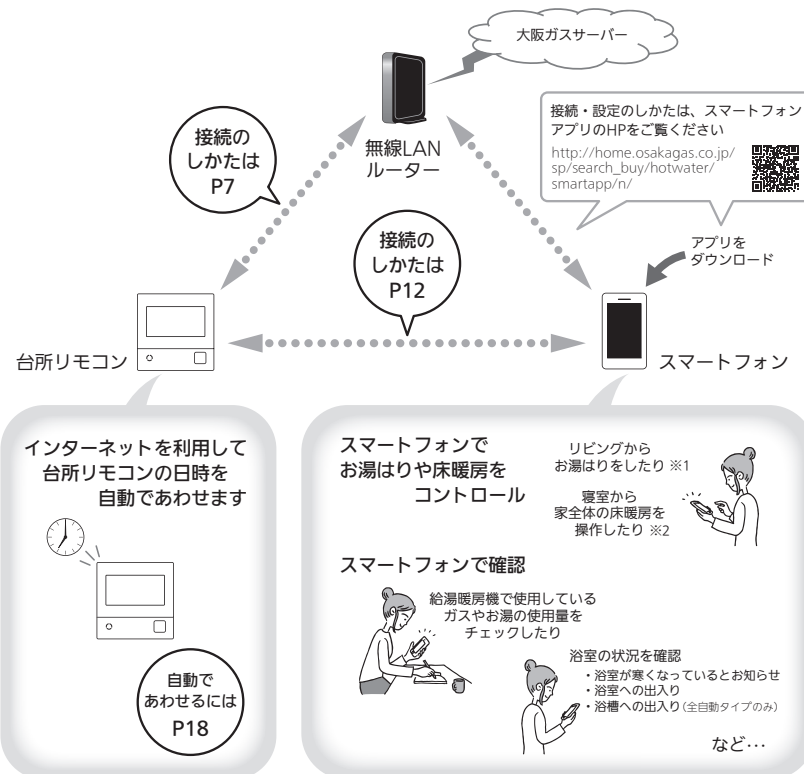 大阪ガスサーバー
無線LAN
ルーター
接続・設定のしかたは、スマートフォン
アプリのHPをご覧ください
http://home.osakagas.co.jp/
sp/search_buy/hotwater/
smartapp/n/
接続の
しかたは
P7
接続の
しかたは
P12
アプリを
ダウンロード
台所リモコン
スマートフォン
インターネットを利用して
台所リモコンの日時を
自動であわせます
自動で
あわせるには
P18
スマートフォンで
お湯はりや床暖房を
コントロール
リビングから
お湯はりをしたり ※1
寝室から
家全体の床暖房を
操作したり ※2
スマートフォンで確認
給湯暖房機で使用している
ガスやお湯の使用量を
チェックしたり
浴室の状況を確認
・浴室が寒くなっているとお知らせ
・浴室への出入り
・浴槽への出入り(全自動タイプのみ)
など…